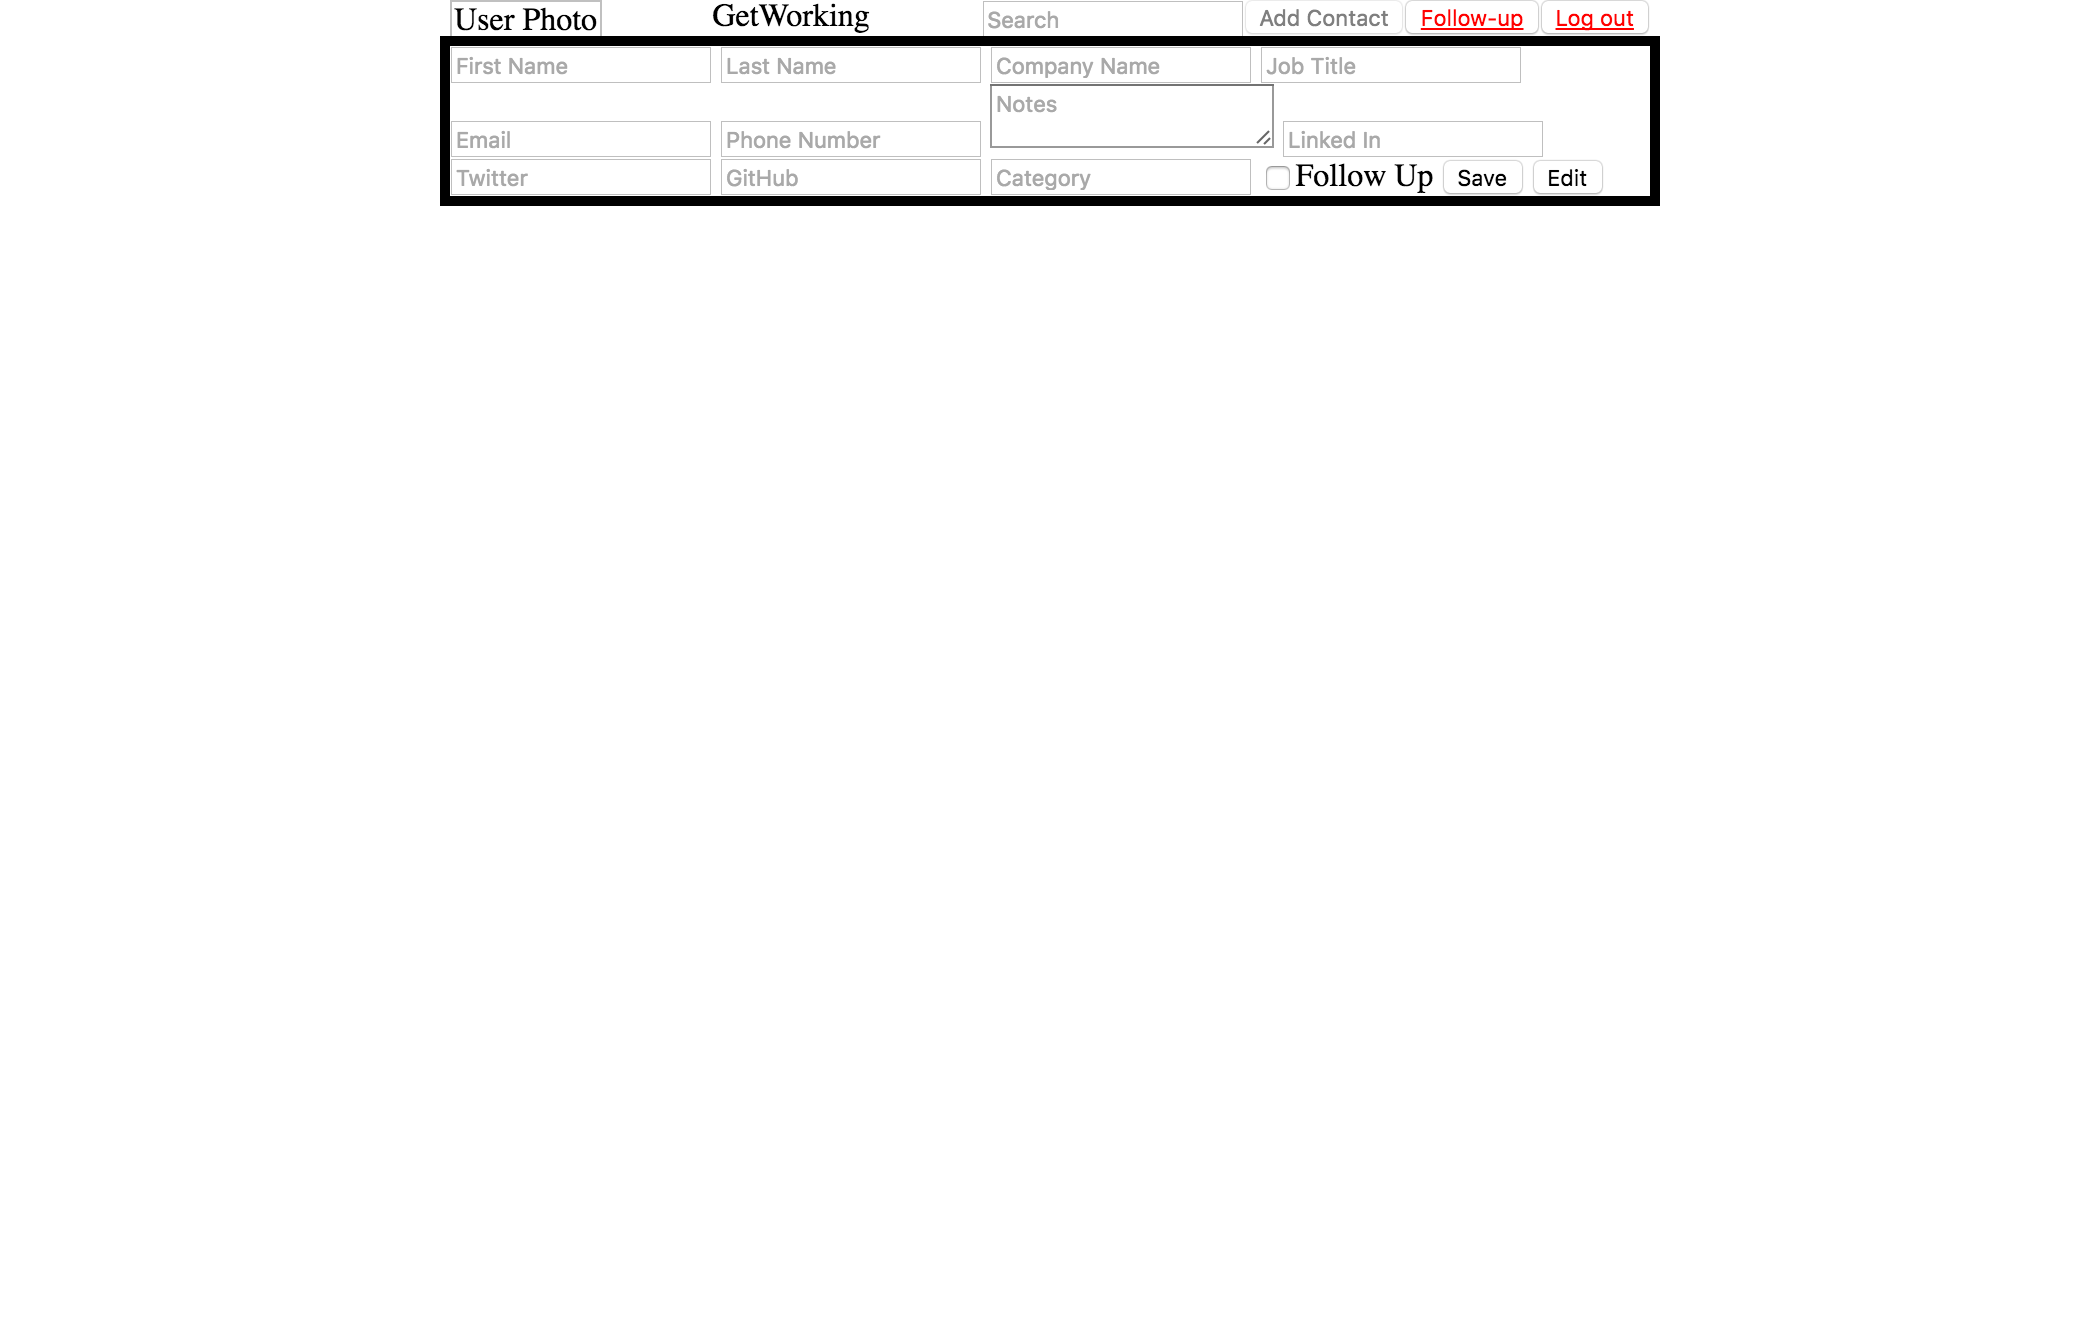 User Photo GetWorking Search Add Contact Follow-up Log out
First Name Last Name Company Name Job Title
Notes
Email Phone Number Linked In
Twitter GitHub Category Follow Up Save Edit